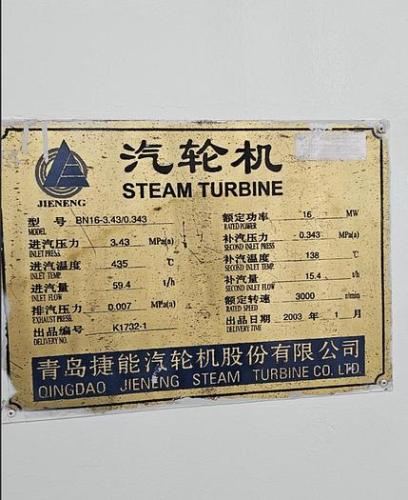 汽轮机
STEAM TURBINE
JIENENG
型号 BN16-3.43/0.343
MODEL
进汽压力 3.43 MPa(a)
INLET PRESS
进汽温度 435 ℃
INLET TEMP.
进汽量 59.4 t/h
INLET FLOW
排汽压力 0.007 MPa(a)
EXHAUST PRESS.
出品编号 K1732-1
DELIVERY NO.
额定功率 16 MW
RATED POWER
补汽压力 0.343 MPa(a)
SECOND INLET PRESS
补汽温度 138 ℃
SECOND INLET TEMP.
补汽量 15.4 t/h
SECOND INLET FLOW
额定转速 3000 r/min
RATED SPEED
出品日期 2003 年 1 月
DELIVERY TIME
青岛捷能汽轮机股份有限公司
QINGDAO JIENENG STEAM TURBINE CO. LTD